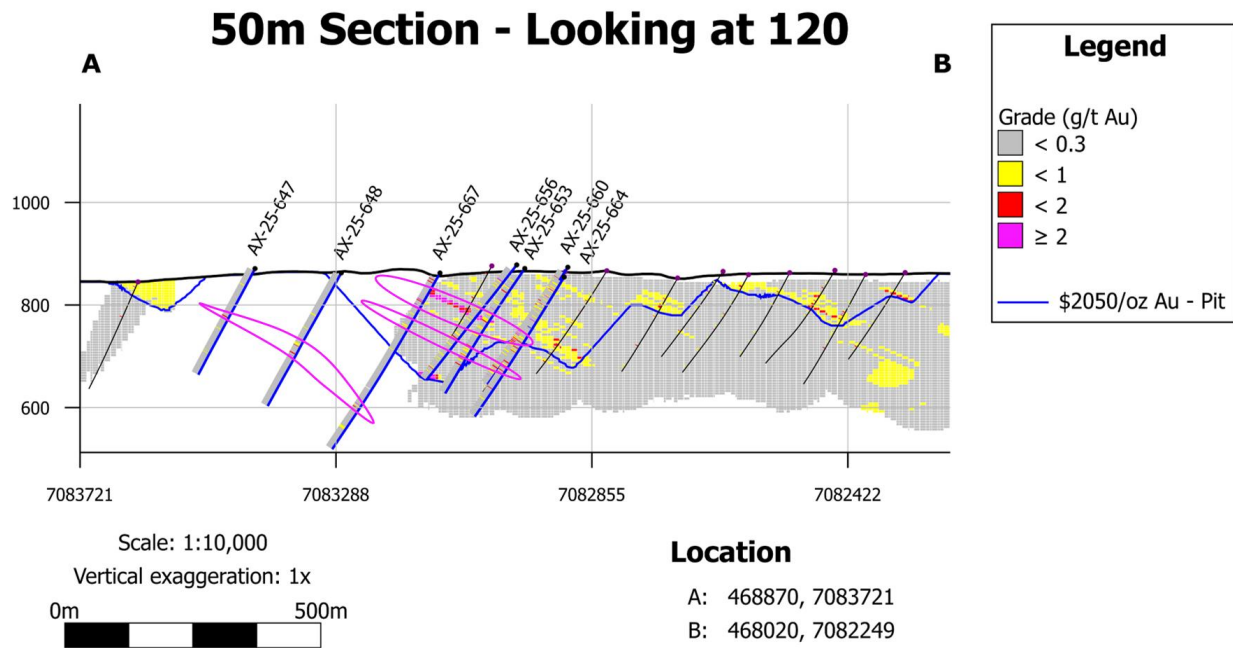 50m Section - Looking at 120
A
B
Legend
Grade (g/t Au)
< 0.3
< 1
< 2
≥ 2
$2050/oz Au - Pit
AX-25-647
AX-25-648
AX-25-667
AX-25-656
AX-25-653
AX-25-660
AX-25-664
1000
800
600
7083721
7083288
7082855
7082422
Scale: 1:10,000
Vertical exaggeration: 1x
0m
500m
Location
A: 468870, 7083721
B: 468020, 7082249